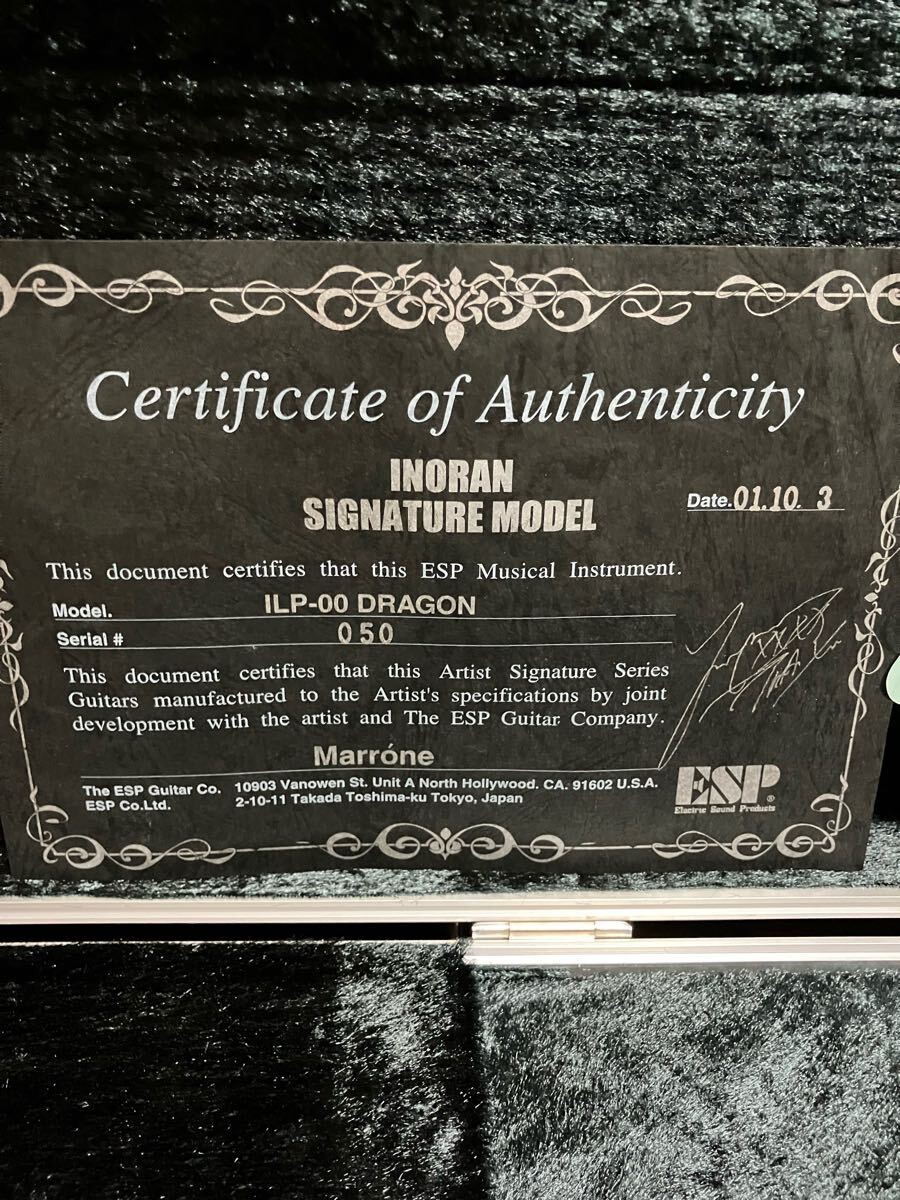 Certificate of Authenticity
INORAN
SIGNATURE MODEL
Date.01.10. 3
This document certifies that this ESP Musical Instrument.
Model. ILP-00 DRAGON
Serial # 050
This document certifies that this Artist Signature Series
Guitars manufactured to the Artist's specifications by joint
development with the artist and The ESP Guitar Company.
Marróne
The ESP Guitar Co. 10903 Vanowen St. Unit A North Hollywood. CA. 91602 U.S.A.
ESP Co.Ltd. 2-10-11 Takada Toshima-ku Tokyo, Japan
ESP®
Electric Sound Products